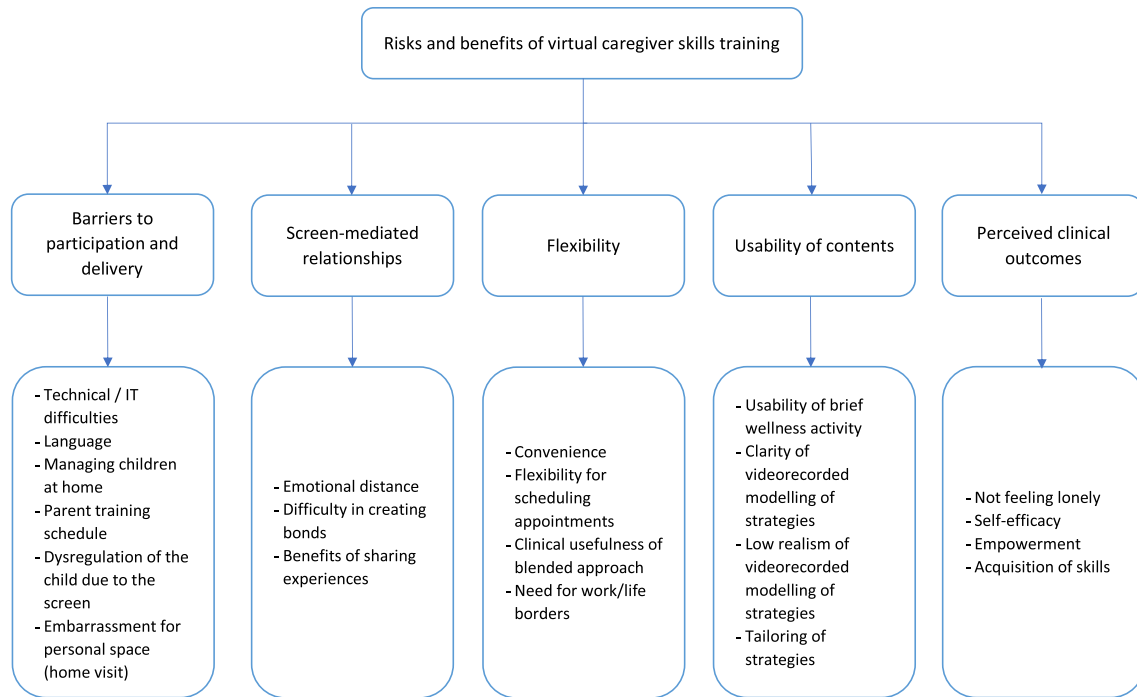 Risks and benefits of virtual caregiver skills training
Barriers to
participation and
delivery
Screen-mediated
relationships
Flexibility
Usability of contents
Perceived clinical
outcomes
- Technical / IT
difficulties
- Language
- Managing children
at home
- Parent training
schedule
- Dysregulation of the
child due to the
screen
- Embarrassment for
personal space
(home visit)
- Emotional distance
- Difficulty in creating
bonds
- Benefits of sharing
experiences
- Convenience
- Flexibility for
scheduling
appointments
- Clinical usefulness of
blended approach
- Need for work/life
borders
- Usability of brief
wellness activity
- Clarity of
videorecorded
modelling of
strategies
- Low realism of
videorecorded
modelling of
strategies
- Tailoring of
strategies
- Not feeling lonely
- Self-efficacy
- Empowerment
- Acquisition of skills